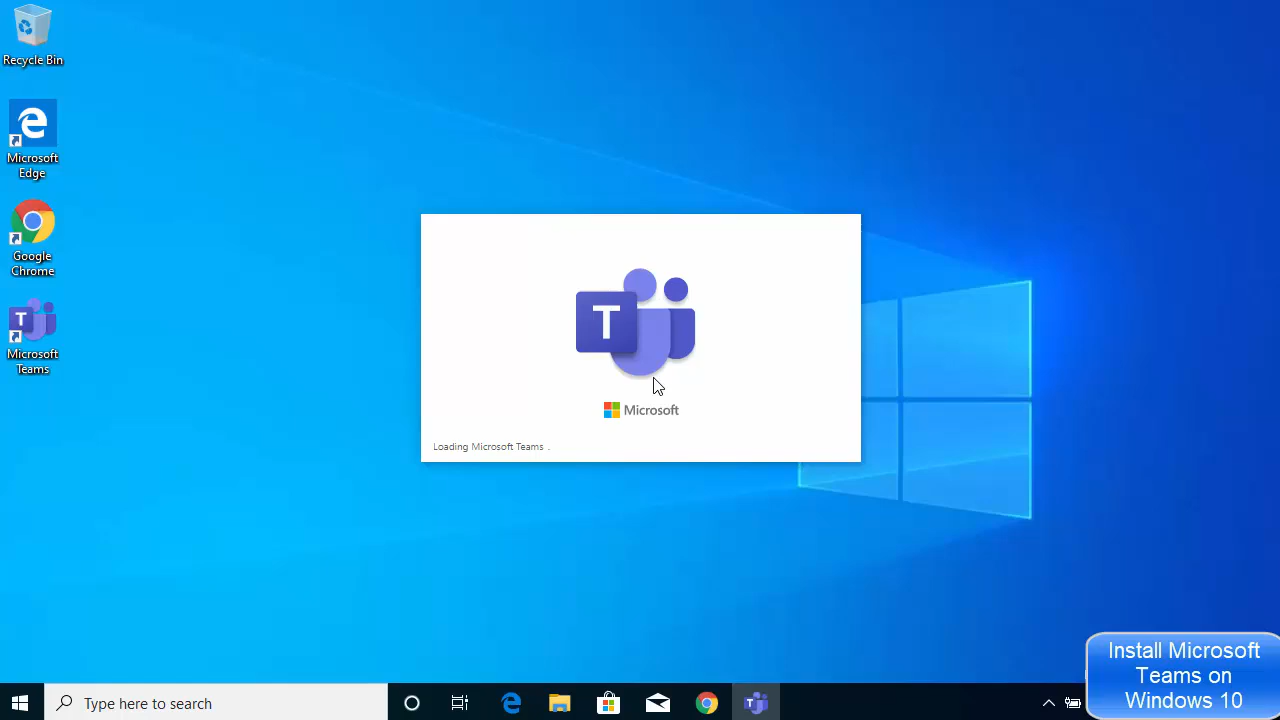 Recycle Bin
Microsoft
Edge
Google
Chrome
T
Microsoft
Teams
T
Microsoft
Loading Microsoft Teams .
Type here to search
Install Microsoft
Teams on
Windows 10